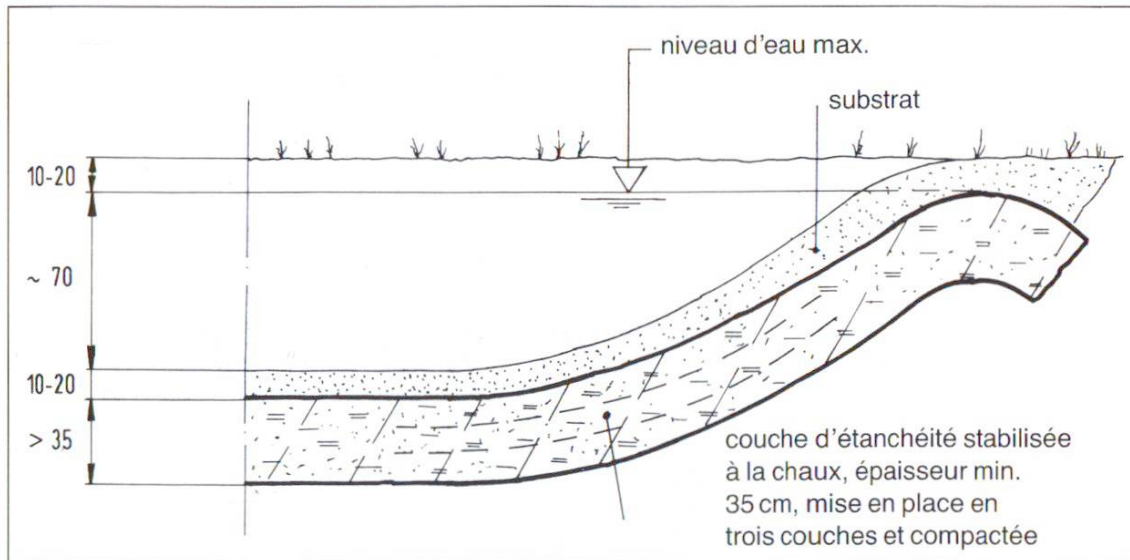 niveau d'eau max.
substrat
10-20
~ 70
10-20
> 35
couche d'étanchéité stabilisée
à la chaux, épaisseur min.
35 cm, mise en place en
trois couches et compactée